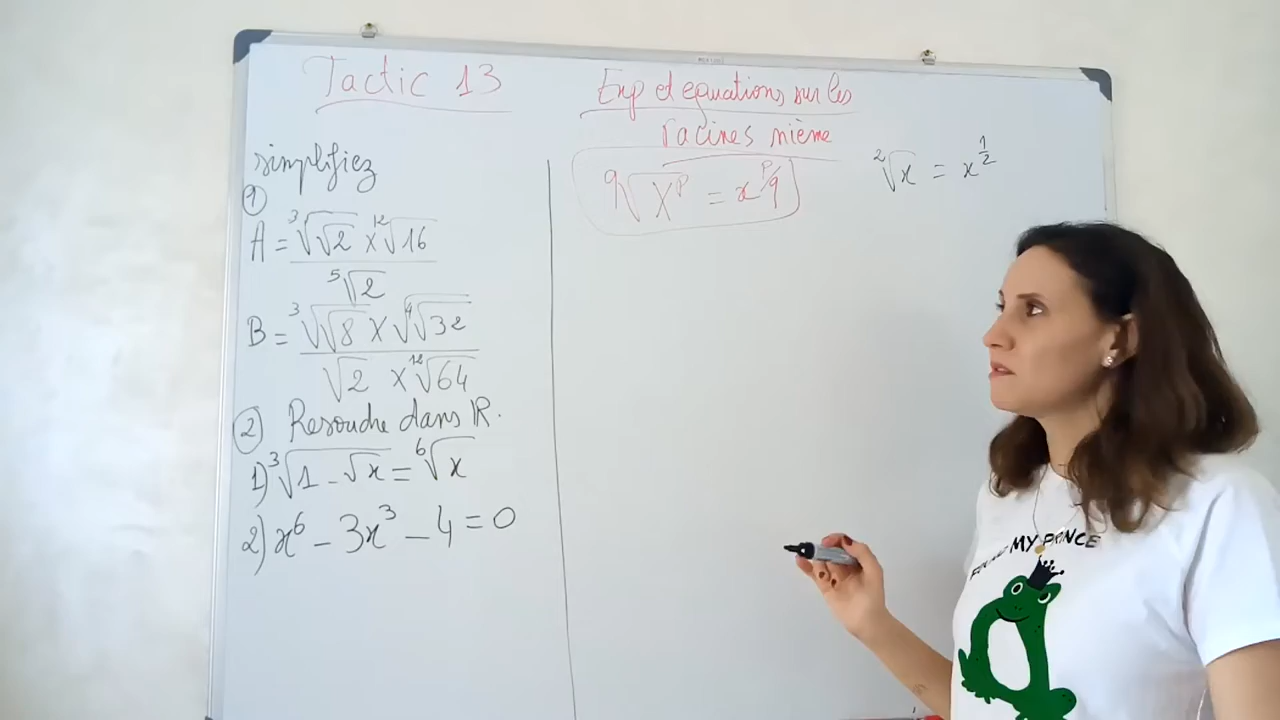 Tactic 13
Exp et equations sur les
racines nième
simplifiez
1
A = ∛√2 × ¹²√16 / ⁵√2
B = ∛√8 × √⁴√32 / √2 × ¹²√64
2 Resoudre dans R.
1) ³√(1 - √x) = ⁶√x
2) x⁶ - 3x³ - 4 = 0
q√X^p = x^(p/q)
²√x = x^(1/2)
MY PRINCE